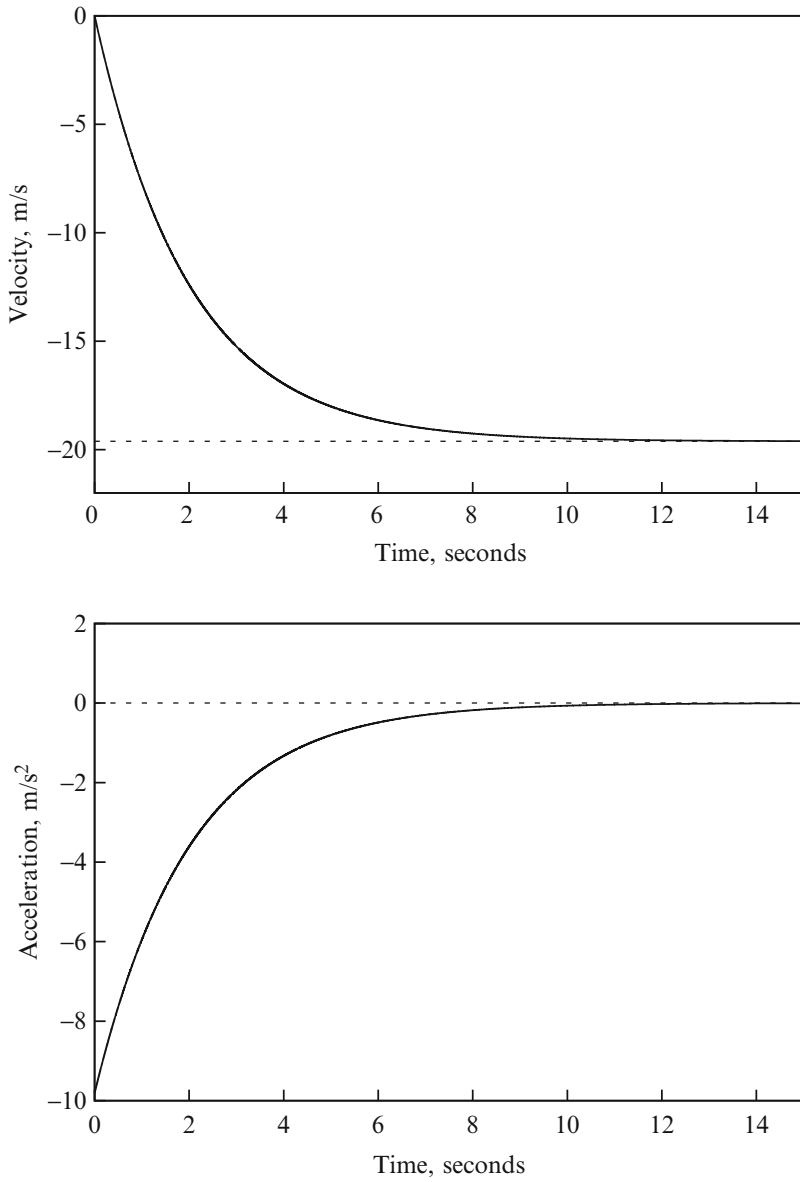 0
–5
–10
–15
–20
Velocity, m/s
0 2 4 6 8 10 12 14
Time, seconds
2
0
–2
–4
–6
–8
–10
Acceleration, m/s²
0 2 4 6 8 10 12 14
Time, seconds